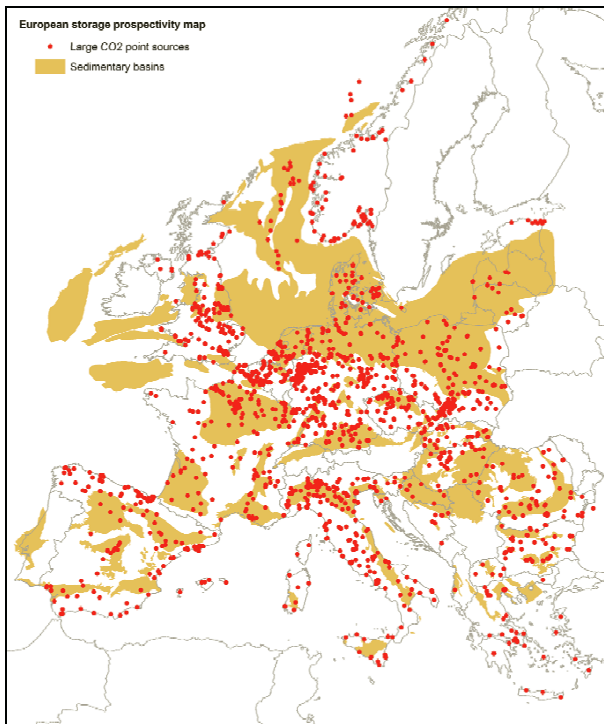 European storage prospectivity map
Large CO2 point sources
Sedimentary basins